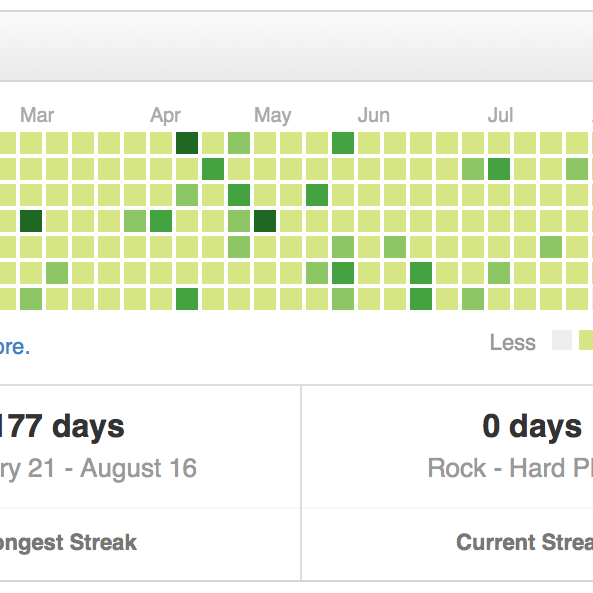 Mar Apr May Jun Jul
ore.
Less
177 days
ry 21 - August 16
ongest Streak
0 days
Rock - Hard Pl
Current Strea